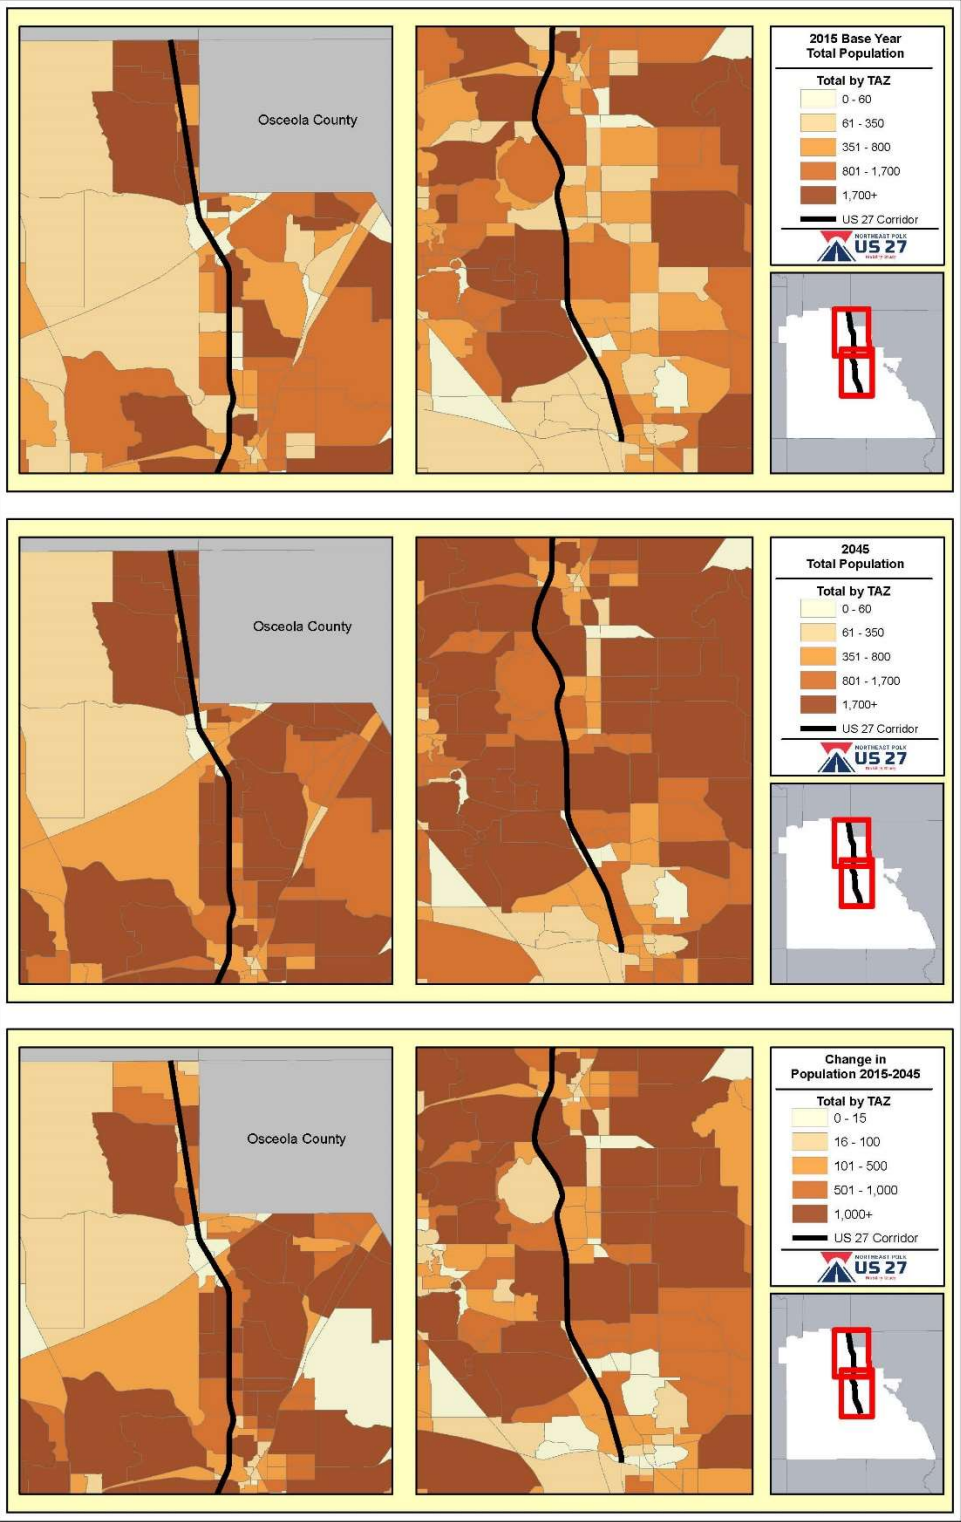 Osceola County
2015 Base Year
Total Population
Total by TAZ
0 - 60
61 - 350
351 - 800
801 - 1,700
1,700+
US 27 Corridor
NORTHEAST POLK
US 27
Osceola County
2045
Total Population
Total by TAZ
0 - 60
61 - 350
351 - 800
801 - 1,700
1,700+
US 27 Corridor
NORTHEAST POLK
US 27
Osceola County
Change in
Population 2015-2045
Total by TAZ
0 - 15
16 - 100
101 - 500
501 - 1,000
1,000+
US 27 Corridor
NORTHEAST POLK
US 27